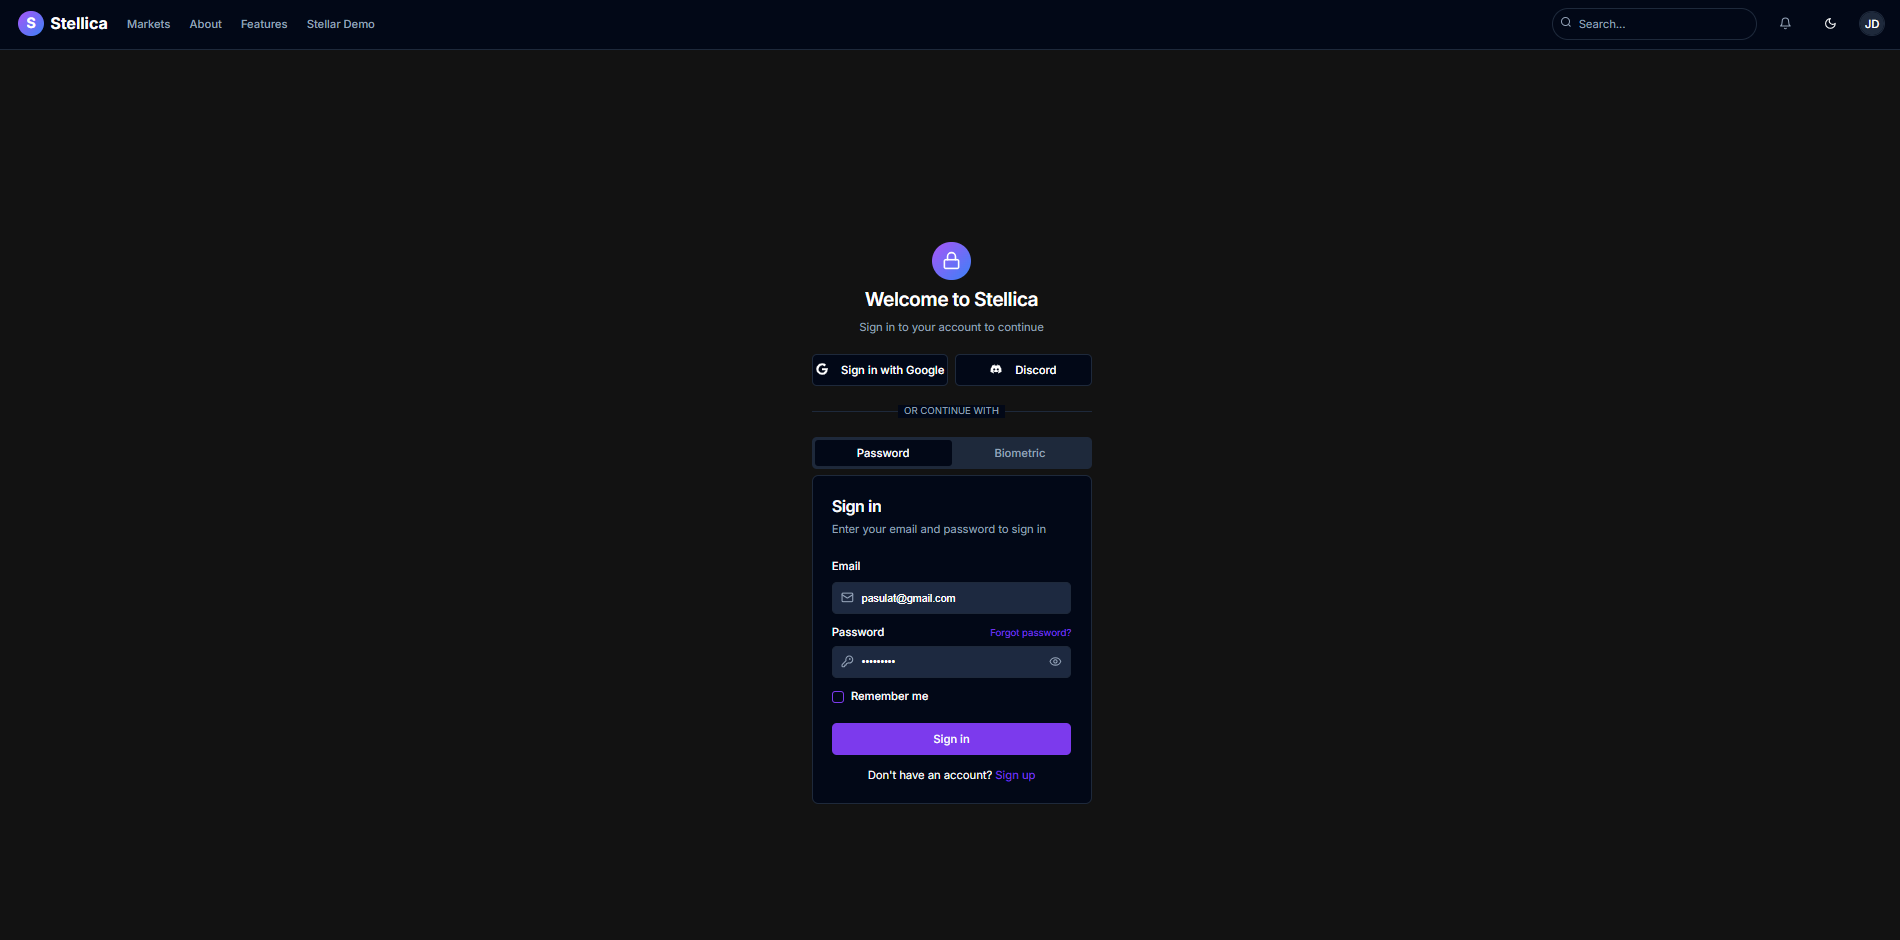 S Stellica Markets About Features Stellar Demo Search... JD
Welcome to Stellica
Sign in to your account to continue
G Sign in with Google Discord
OR CONTINUE WITH
Password Biometric
Sign in
Enter your email and password to sign in
Email
pasulat@gmail.com
Password Forgot password?
•••••••••
Remember me
Sign in
Don't have an account? Sign up